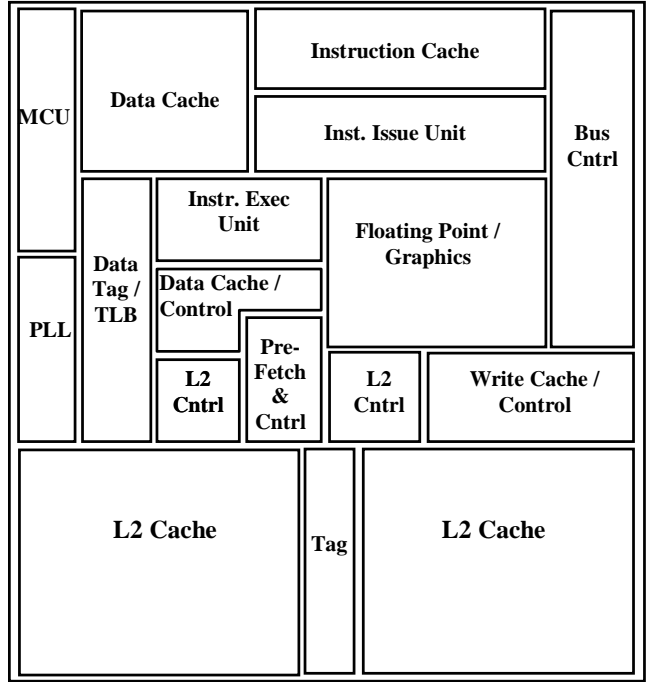 Instruction Cache
Data Cache
MCU
Inst. Issue Unit
Bus
Cntrl
Instr. Exec
Unit
Floating Point /
Graphics
Data
Tag /
TLB
Data Cache /
Control
PLL
Pre-
Fetch
&
Cntrl
L2
Cntrl
L2
Cntrl
Write Cache /
Control
L2 Cache
Tag
L2 Cache